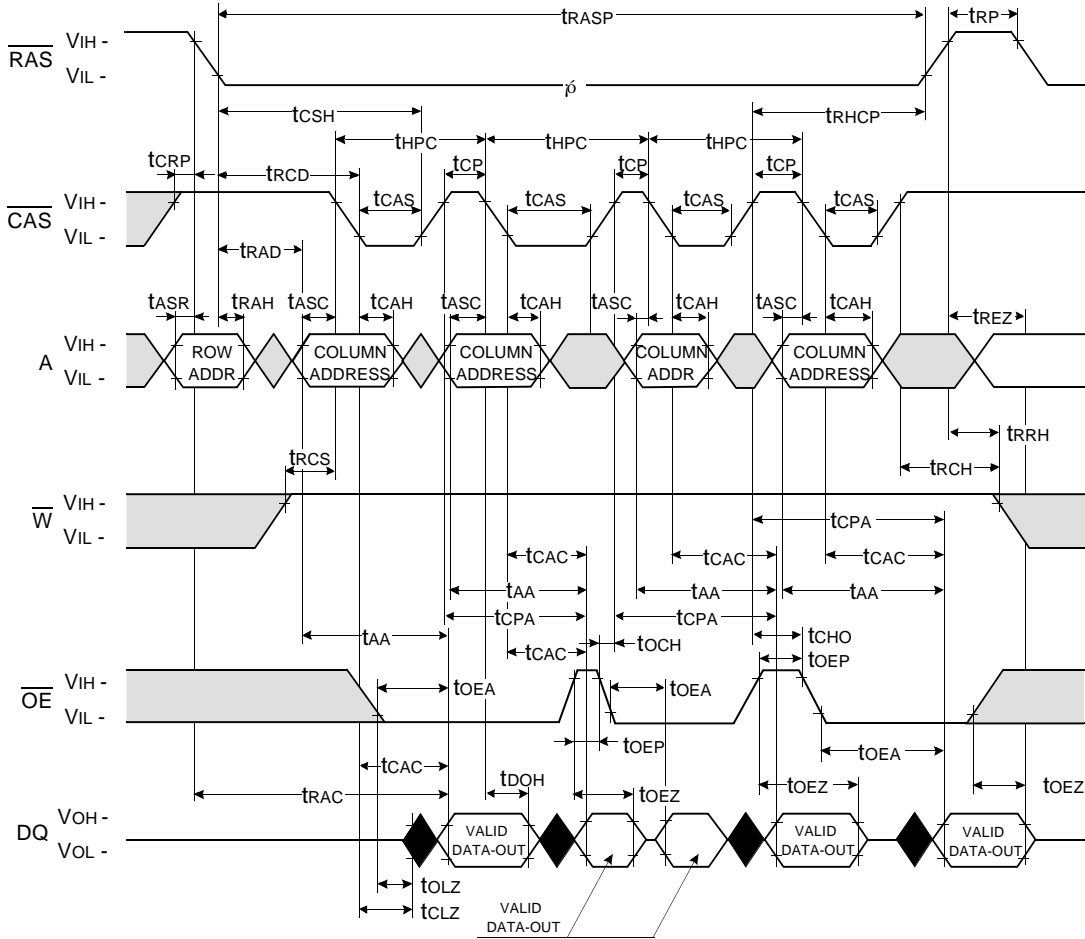 tRASP
tRP
RAS
VIH -
VIL -
tCSH
tRHCP
tHPC
tHPC
tHPC
tCRP
tRCD
tCP
tCP
tCP
CAS
VIH -
VIL -
tCAS
tCAS
tCAS
tCAS
tRAD
tASR
tRAH
tASC
tCAH
tASC
tCAH
tASC
tCAH
tASC
tCAH
tREZ
A
VIH -
VIL -
ROW
ADDR
COLUMN
ADDRESS
COLUMN
ADDRESS
COLUMN
ADDR
COLUMN
ADDRESS
tRRH
tRCS
tRCH
W
VIH -
VIL -
tCPA
tCAC
tCAC
tCAC
tAA
tAA
tAA
tCPA
tCPA
tAA
tOCH
tCHO
tCAC
tOEP
OE
VIH -
VIL -
tOEA
tOEA
tOEP
tOEA
tCAC
tDOH
tOEZ
tOEZ
tOEZ
tRAC
DQ
VOH -
VOL -
VALID
DATA-OUT
VALID
DATA-OUT
VALID
DATA-OUT
tOLZ
tCLZ
VALID
DATA-OUT